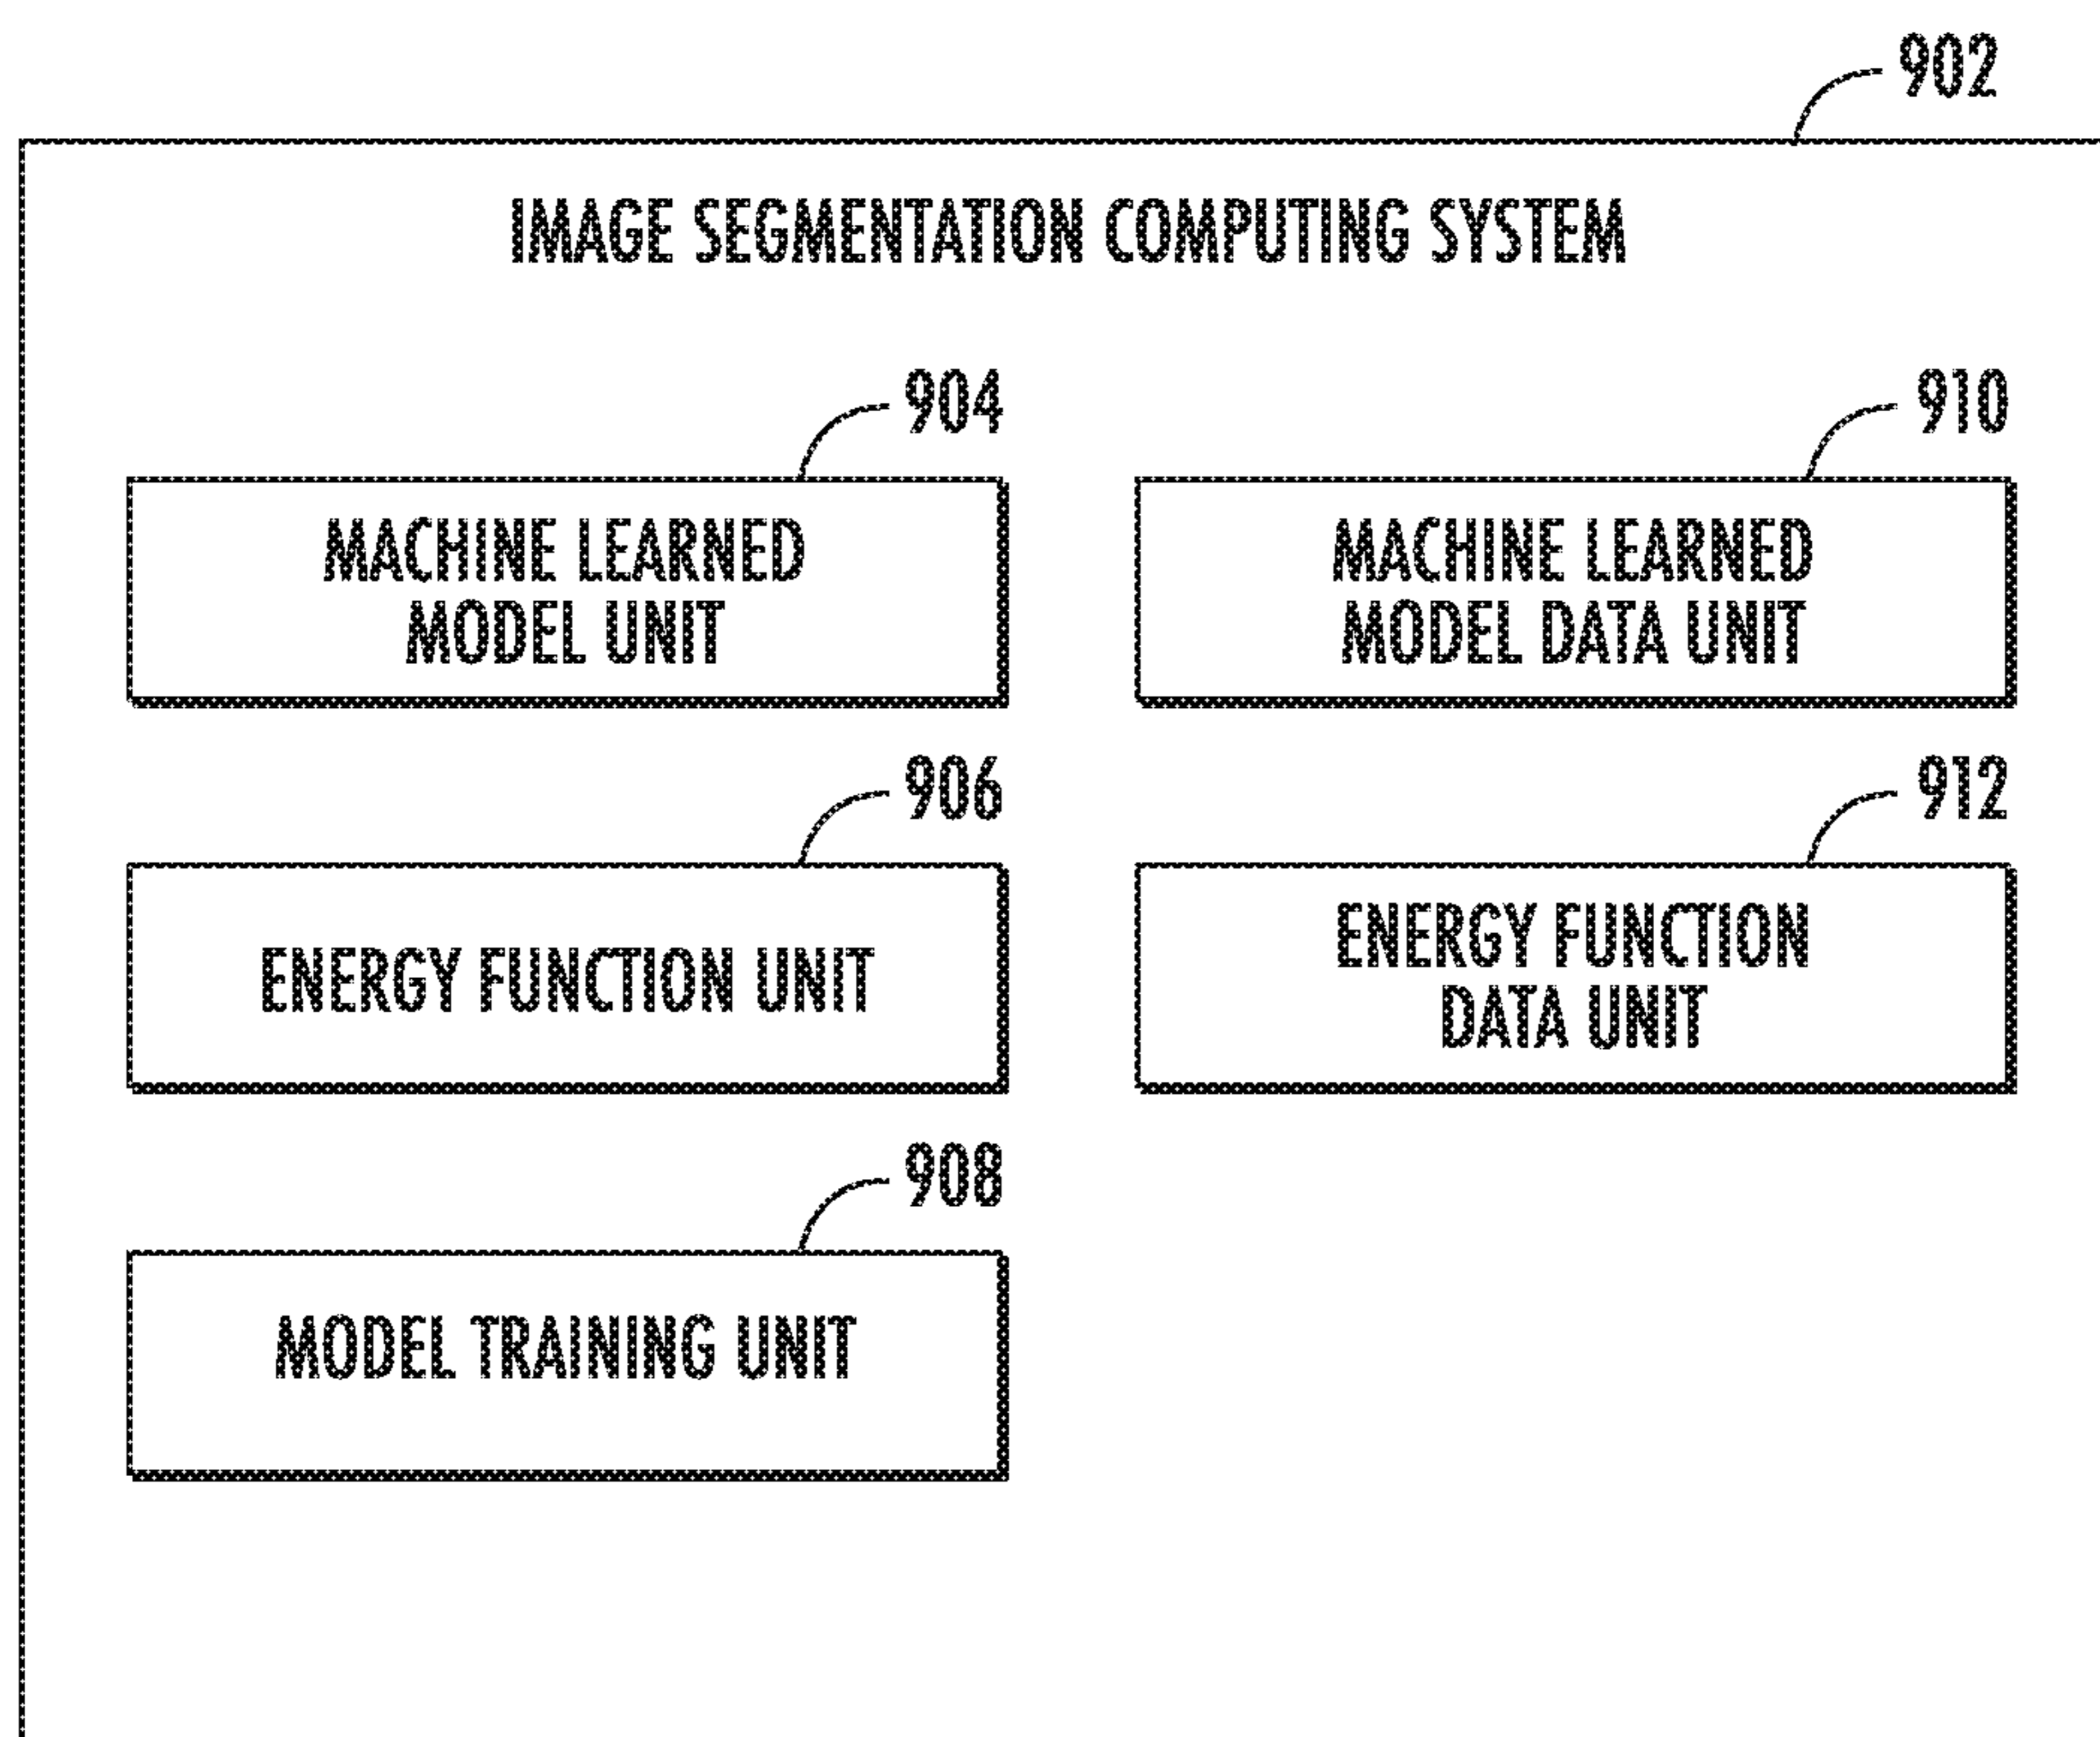 902
IMAGE SEGMENTATION COMPUTING SYSTEM
904
MACHINE LEARNED
MODEL UNIT
910
MACHINE LEARNED
MODEL DATA UNIT
906
ENERGY FUNCTION UNIT
912
ENERGY FUNCTION
DATA UNIT
908
MODEL TRAINING UNIT